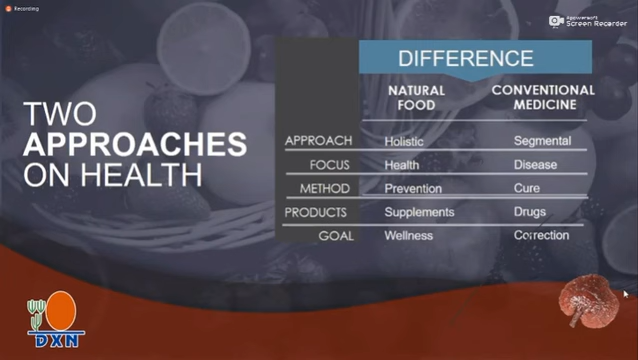 Recording
Apowersoft
Screen Recorder
TWO
APPROACHES
ON HEALTH
DIFFERENCE
NATURAL FOOD CONVENTIONAL MEDICINE
APPROACH Holistic Segmental
FOCUS Health Disease
METHOD Prevention Cure
PRODUCTS Supplements Drugs
GOAL Wellness Correction
DXN